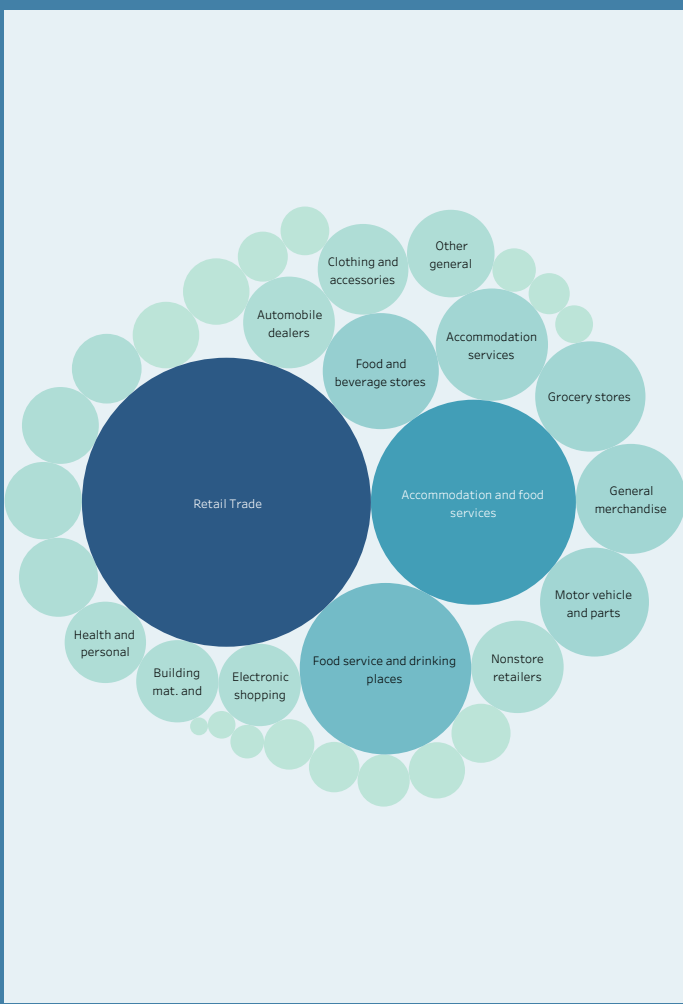 Other
general
Clothing and
accessories
Automobile
dealers
Accommodation
services
Food and
beverage stores
Grocery stores
General
merchandise
Retail Trade
Accommodation and food
services
Motor vehicle
and parts
Health and
personal
Food service and drinking
places
Nonstore
retailers
Building
mat. and
Electronic
shopping